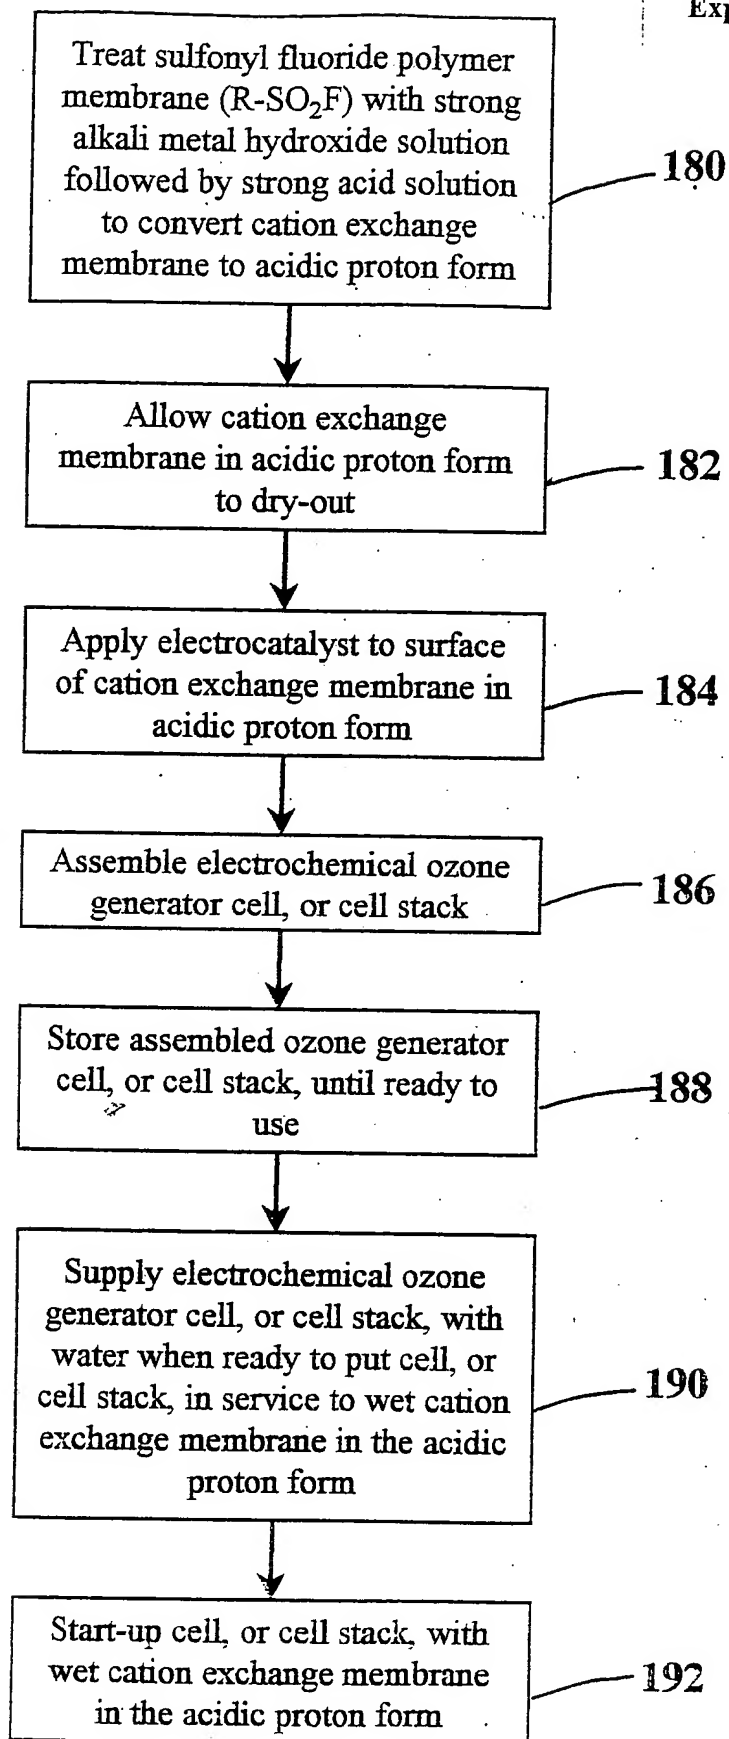 Exp
Treat sulfonyl fluoride polymer
membrane (R-SO₂F) with strong
alkali metal hydroxide solution
followed by strong acid solution
to convert cation exchange
membrane to acidic proton form
180
Allow cation exchange
membrane in acidic proton form
to dry-out
182
Apply electrocatalyst to surface
of cation exchange membrane in
acidic proton form
184
Assemble electrochemical ozone
generator cell, or cell stack
186
Store assembled ozone generator
cell, or cell stack, until ready to
use
188
Supply electrochemical ozone
generator cell, or cell stack, with
water when ready to put cell, or
cell stack, in service to wet cation
exchange membrane in the acidic
proton form
190
Start-up cell, or cell stack, with
wet cation exchange membrane
in the acidic proton form
192